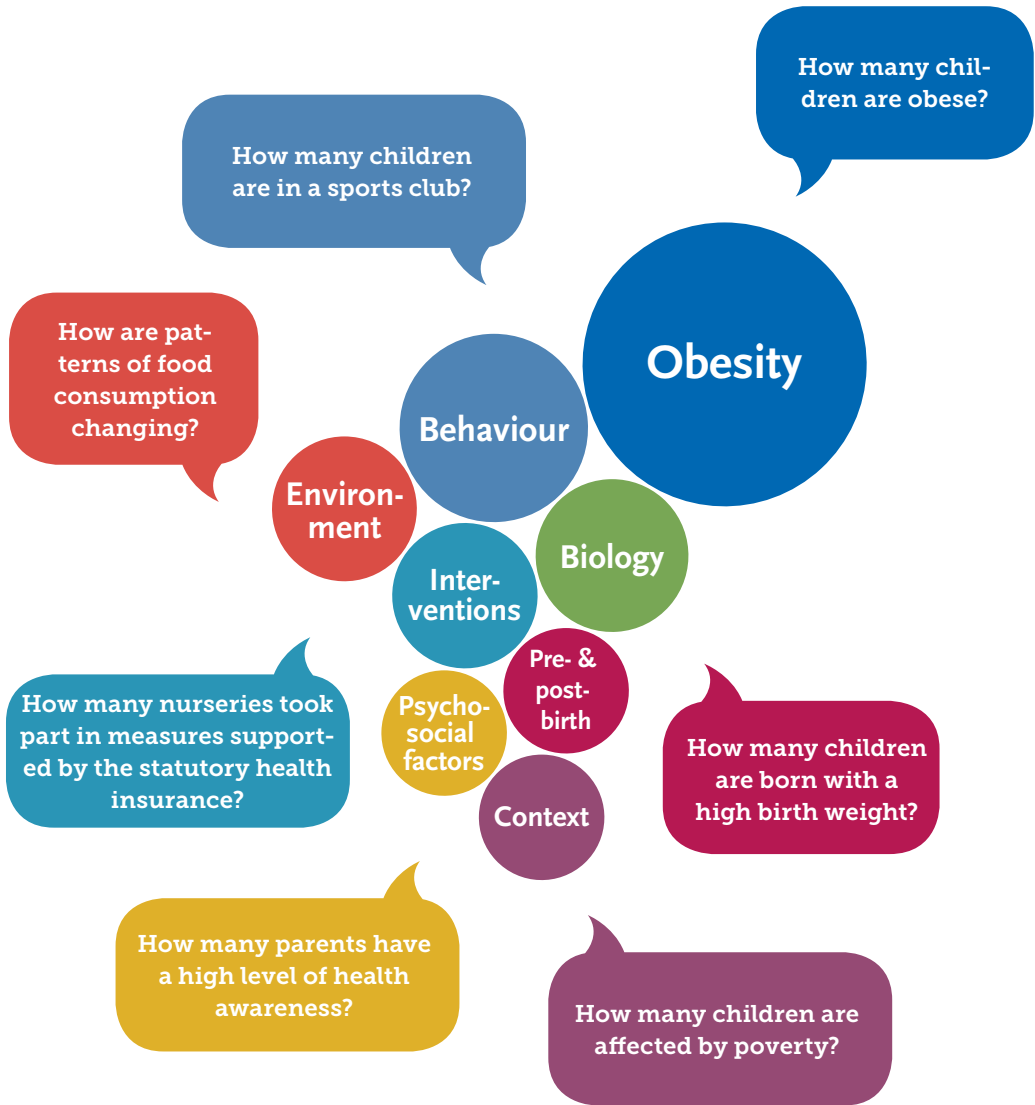 How many chil-
dren are obese?
How many children
are in a sports club?
How are pat-
terns of food
consumption
changing?
Obesity
Behaviour
Environ-
ment
Biology
Inter-
ventions
Pre- &
post-
birth
Psycho-
social
factors
Context
How many nurseries took
part in measures support-
ed by the statutory health
insurance?
How many children
are born with a
high birth weight?
How many parents have
a high level of health
awareness?
How many children are
affected by poverty?